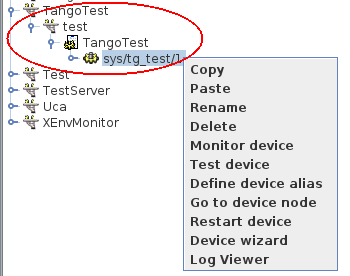 TangoTest
test
TangoTest
sys/tg_test/1
Test
TestServer
Uca
XEnvMonitor
Copy
Paste
Rename
Delete
Monitor device
Test device
Define device alias
Go to device node
Restart device
Device wizard
Log Viewer